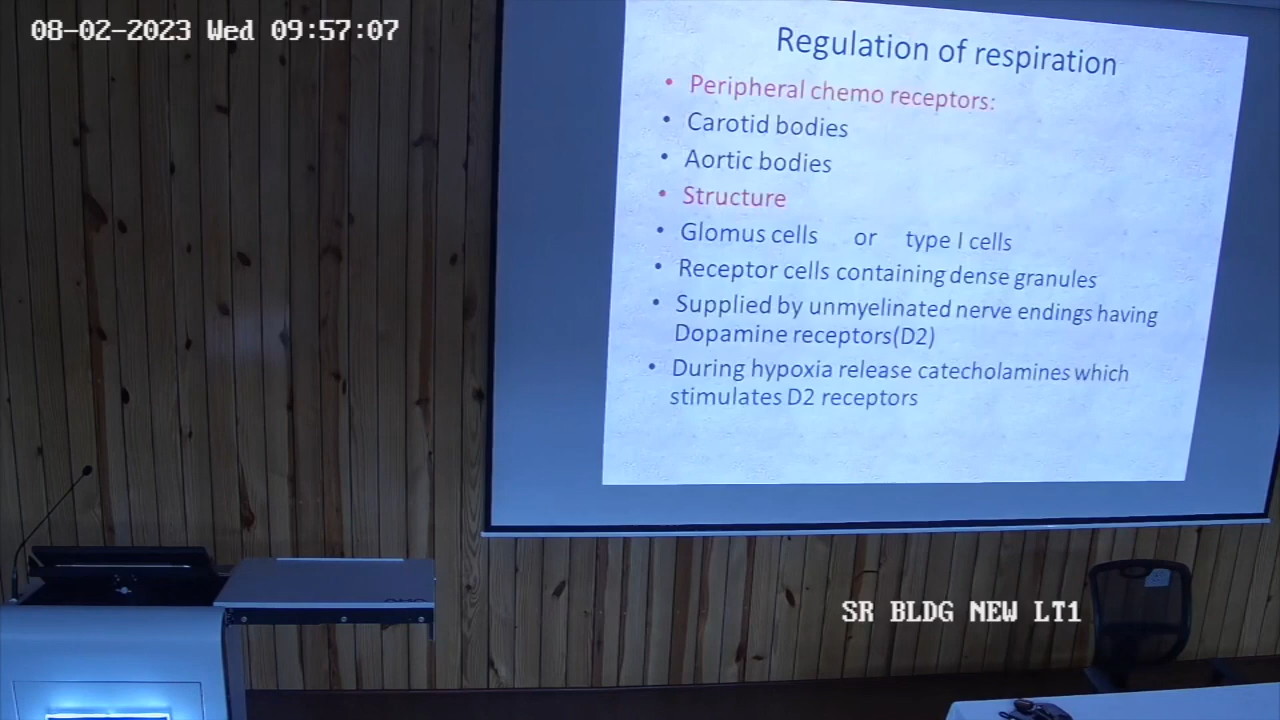 08-02-2023 Wed 09:57:07
Regulation of respiration
• Peripheral chemo receptors:
• Carotid bodies
• Aortic bodies
• Structure
• Glomus cells or type I cells
• Receptor cells containing dense granules
• Supplied by unmyelinated nerve endings having
Dopamine receptors(D2)
• During hypoxia release catecholamines which
stimulates D2 receptors
SR BLDG NEW LT1